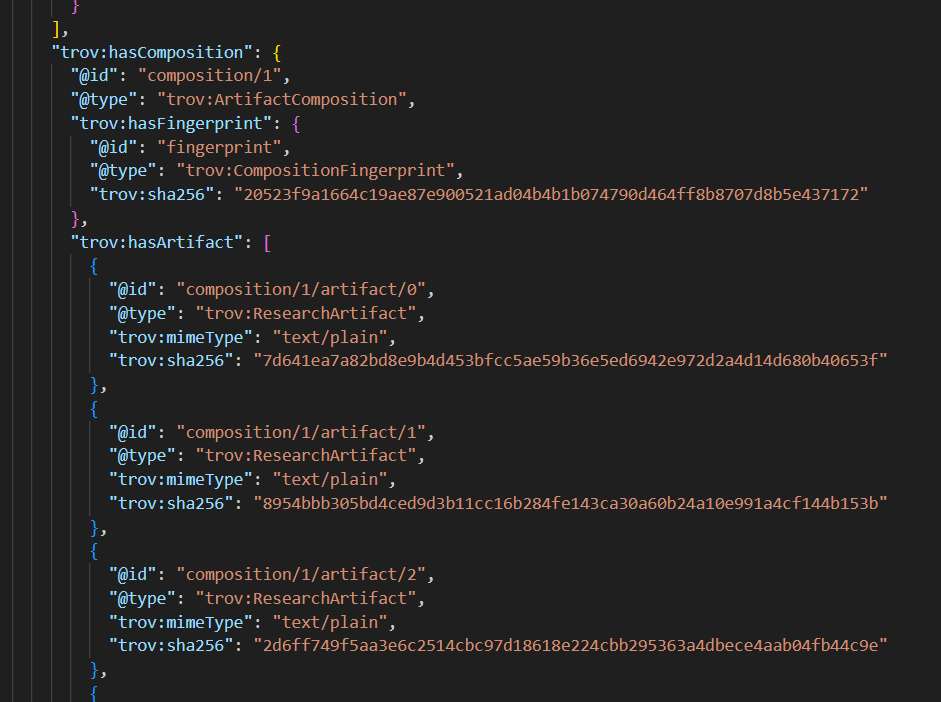 }
],
"trov:hasComposition": {
"@id": "composition/1",
"@type": "trov:ArtifactComposition",
"trov:hasFingerprint": {
"@id": "fingerprint",
"@type": "trov:CompositionFingerprint",
"trov:sha256": "20523f9a1664c19ae87e900521ad04b4b1b074790d464ff8b8707d8b5e437172"
},
"trov:hasArtifact": [
{
"@id": "composition/1/artifact/0",
"@type": "trov:ResearchArtifact",
"trov:mimeType": "text/plain",
"trov:sha256": "7d641ea7a82bd8e9b4d453bfcc5ae59b36e5ed6942e972d2a4d14d680b40653f"
},
{
"@id": "composition/1/artifact/1",
"@type": "trov:ResearchArtifact",
"trov:mimeType": "text/plain",
"trov:sha256": "8954bbb305bd4ced9d3b11cc16b284fe143ca30a60b24a10e991a4cf144b153b"
},
{
"@id": "composition/1/artifact/2",
"@type": "trov:ResearchArtifact",
"trov:mimeType": "text/plain",
"trov:sha256": "2d6ff749f5aa3e6c2514cbc97d18618e224cbb295363a4dbece4aab04fb44c9e"
},
{